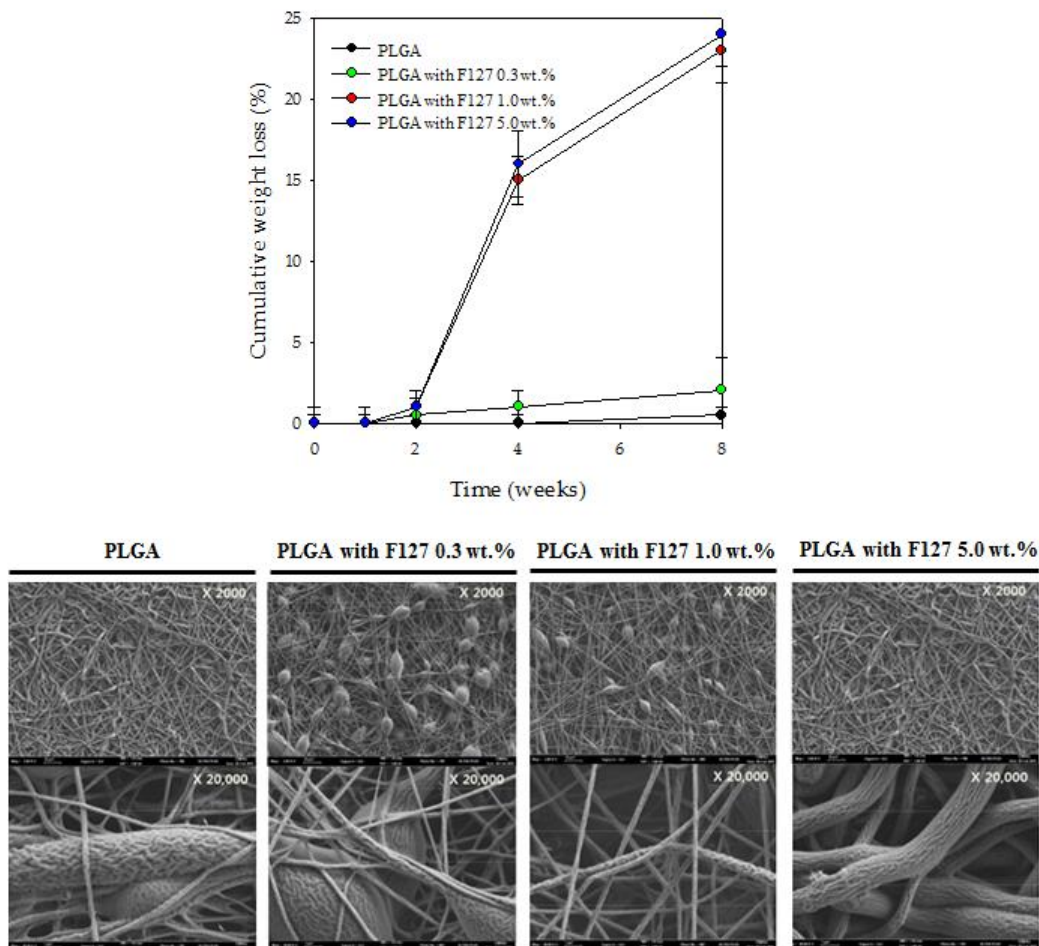 25
20
15
10
5
0
Cumulative weight loss (%)
PLGA
PLGA with F127 0.3 wt.%
PLGA with F127 1.0 wt.%
PLGA with F127 5.0 wt.%
0 2 4 6 8
Time (weeks)
PLGA PLGA with F127 0.3 wt.% PLGA with F127 1.0 wt.% PLGA with F127 5.0 wt.%
X 2000 X 2000 X 2000 X 2000
X 20,000 X 20,000 X 20,000 X 20,000